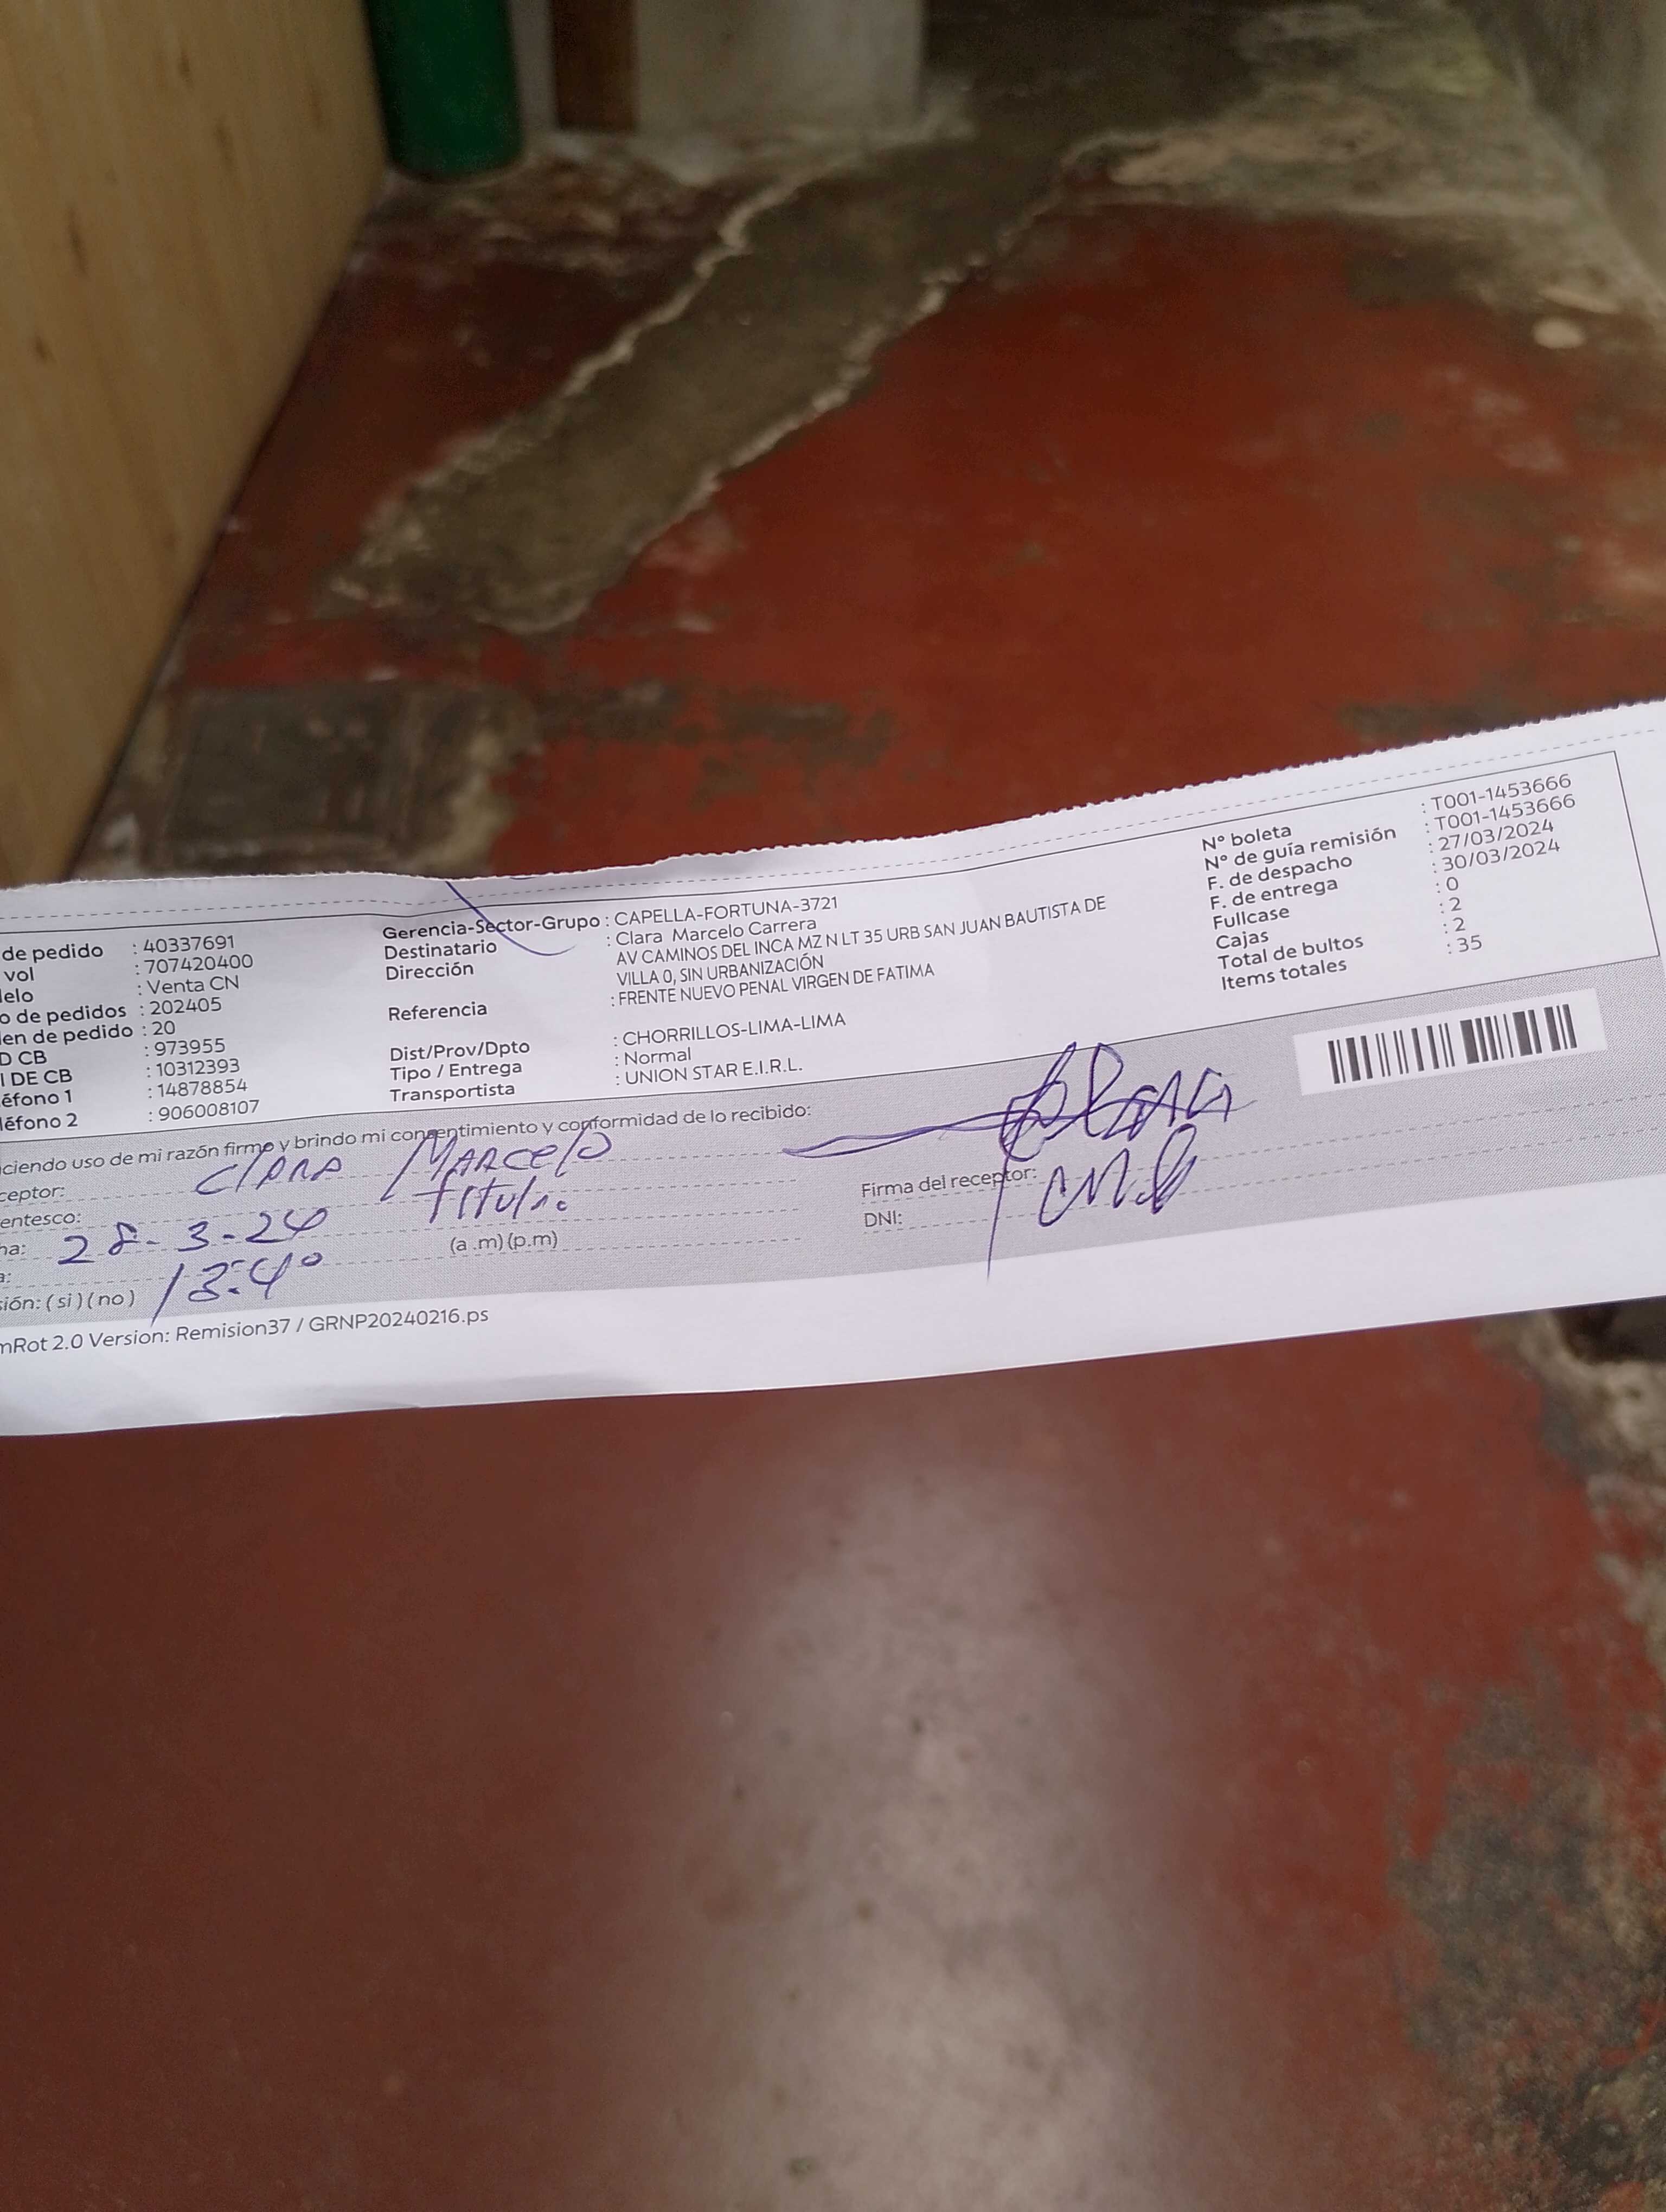 de pedido : 40337691
vol : 707420400
elo : Venta CN
o de pedidos : 202405
en de pedido : 20
D CB : 973955
I DE CB : 10312393
éfono 1 : 14878854
léfono 2 : 906008107
Gerencia-Sector-Grupo : CAPELLA-FORTUNA-3721
Destinatario : Clara Marcelo Carrera
Dirección AV CAMINOS DEL INCA MZ N LT 35 URB SAN JUAN BAUTISTA DE
VILLA 0, SIN URBANIZACIÓN
Referencia : FRENTE NUEVO PENAL VIRGEN DE FATIMA
Dist/Prov/Dpto : CHORRILLOS-LIMA-LIMA
Tipo / Entrega : Normal
Transportista : UNION STAR E.I.R.L.
N° boleta : T001-1453666
N° de guía remisión : T001-1453666
F. de despacho : 27/03/2024
F. de entrega : 30/03/2024
Fullcase : 0
Cajas : 2
Total de bultos : 2
Items totales : 35
ciendo uso de mi razón firmo y brindo mi consentimiento y conformidad de lo recibido:
ceptor: Clara Marcelo
entesco: titular
na: 28-3-24
a: 13:40 (a .m) (p.m)
sión: ( si ) ( no )
Firma del receptor: Clara
DNI:
mRot 2.0 Version: Remision37 / GRNP20240216.ps